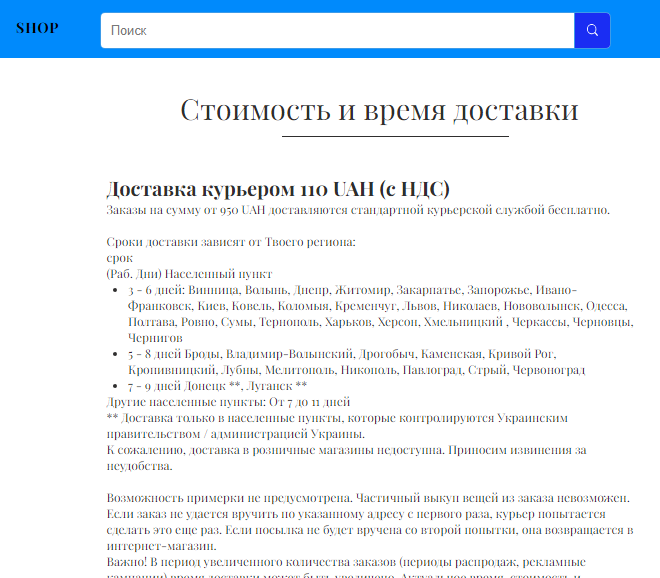 SHOP
Поиск
Стоимость и время доставки
Доставка курьером 110 UAH (с НДС)
Заказы на сумму от 950 UAH доставляются стандартной курьерской службой бесплатно.
Сроки доставки зависят от Твоего региона:
срок
(Раб. Дни) Населенный пункт
• 3 - 6 дней: Винница, Волынь, Днепр, Житомир, Закарпатье, Запорожье, Ивано-
Франковск, Киев, Ковель, Коломыя, Кременчуг, Львов, Николаев, Нововолынск, Одесса,
Полтава, Ровно, Сумы, Тернополь, Харьков, Херсон, Хмельницкий , Черкассы, Черновцы,
Чернигов
• 5 - 8 дней Броды, Владимир-Волынский, Дрогобыч, Каменская, Кривой Рог,
Кропивницкий, Лубны, Мелитополь, Никополь, Павлоград, Стрый, Червоноград
• 7 - 9 дней Донецк **, Луганск **
Другие населенные пункты: От 7 до 11 дней
** Доставка только в населенные пункты, которые контролируются Украинским
правительством / администрацией Украины.
К сожалению, доставка в розничные магазины недоступна. Приносим извинения за
неудобства.
Возможность примерки не предусмотрена. Частичный выкуп вещей из заказа невозможен.
Если заказ не удается вручить по указанному адресу с первого раза, курьер попытается
сделать это еще раз. Если посылка не будет вручена со второй попытки, она возвращается в
интернет-магазин.
Важно! В период увеличенного количества заказов (периоды распродаж, рекламные